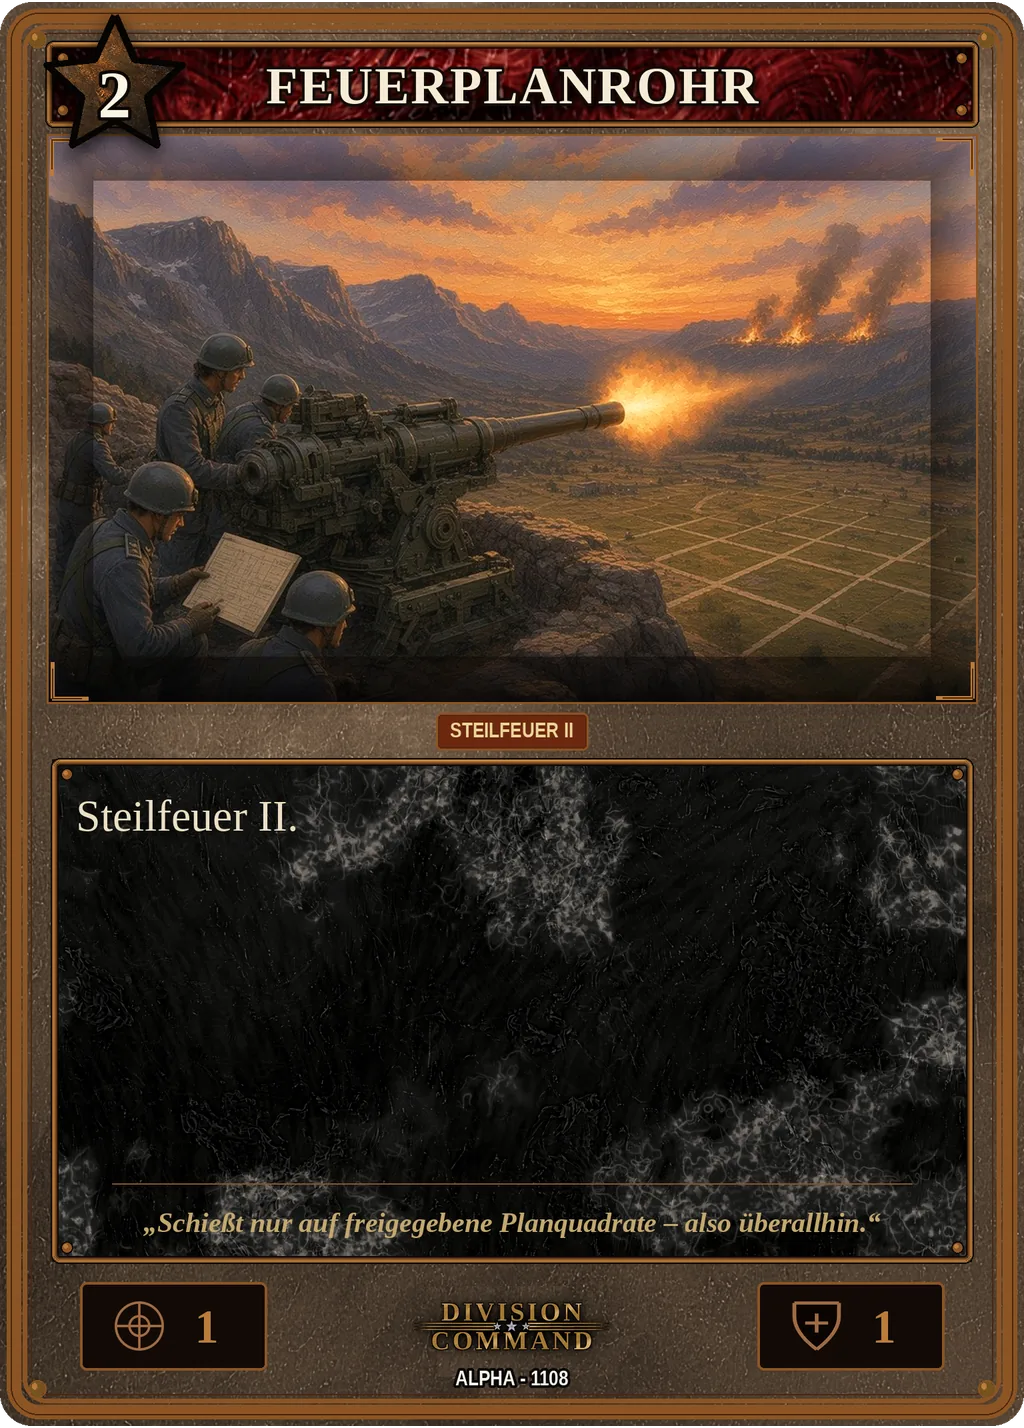 2
FEUERPLANROHR
STEILFEUER II
Steilfeuer II.
„Schießt nur auf freigegebene Planquadrate – also überallhin.“
1
DIVISION
COMMAND
1
ALPHA - 1108